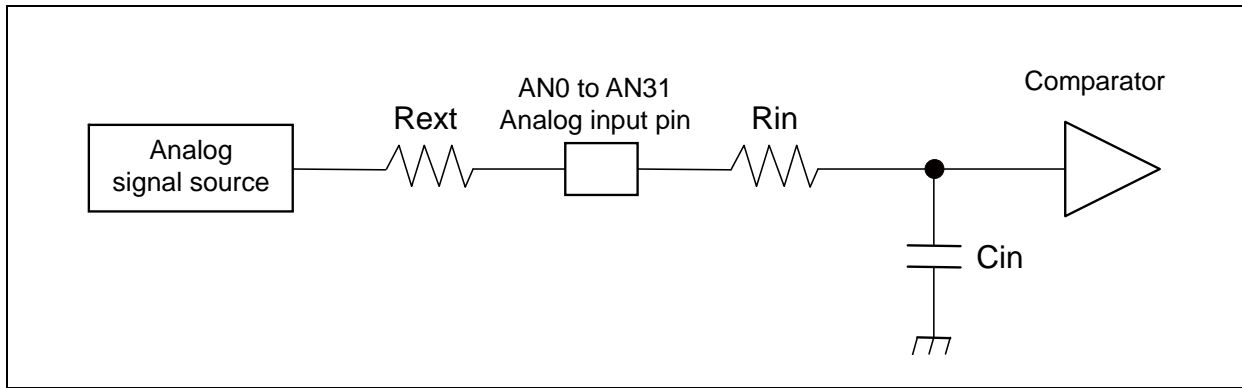 Analog
signal source
Rext
AN0 to AN31
Analog input pin
Rin
Comparator
Cin